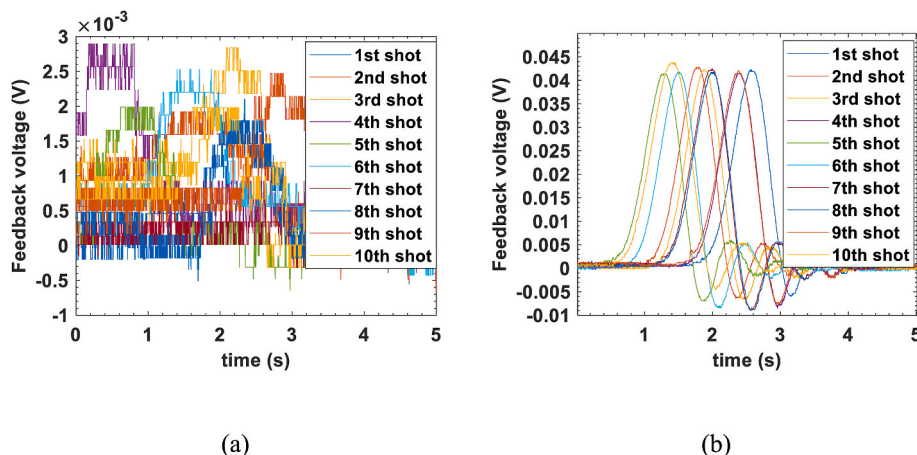 ×10⁻³
3
2.5
2
1.5
1
0.5
0
-0.5
-1
0 1 2 3 4 5
Feedback voltage (V)
time (s)
1st shot
2nd shot
3rd shot
4th shot
5th shot
6th shot
7th shot
8th shot
9th shot
10th shot
(a)
0.045
0.04
0.035
0.03
0.025
0.02
0.015
0.01
0.005
0
-0.005
-0.01
1 2 3 4 5
Feedback voltage (V)
time (s)
1st shot
2nd shot
3rd shot
4th shot
5th shot
6th shot
7th shot
8th shot
9th shot
10th shot
(b)